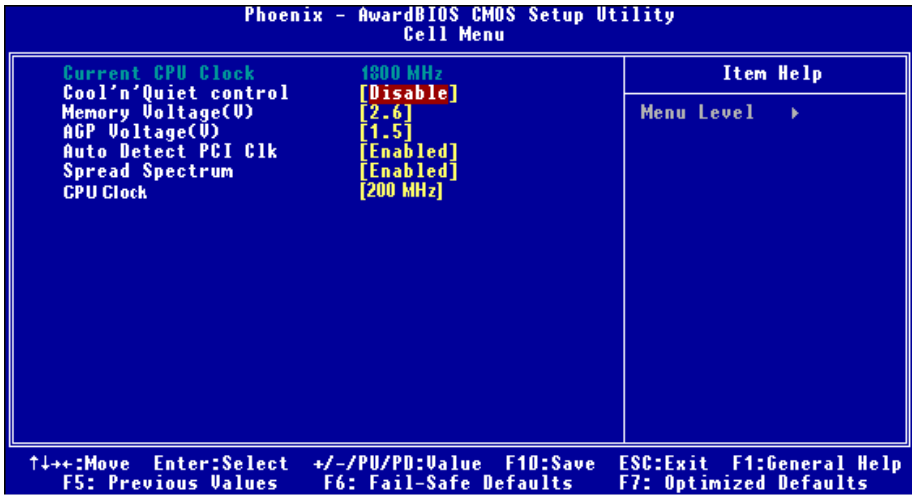 Phoenix - AwardBIOS CMOS Setup Utility
Cell Menu
Current CPU Clock 1800 MHz
Cool'n'Quiet control [Disable]
Memory Voltage(V) [2.6]
AGP Voltage(V) [1.5]
Auto Detect PCI Clk [Enabled]
Spread Spectrum [Enabled]
CPU Clock [200 MHz]
Item Help
Menu Level ▸
↑↓→←:Move Enter:Select +/-/PU/PD:Value F10:Save ESC:Exit F1:General Help
F5: Previous Values F6: Fail-Safe Defaults F7: Optimized Defaults